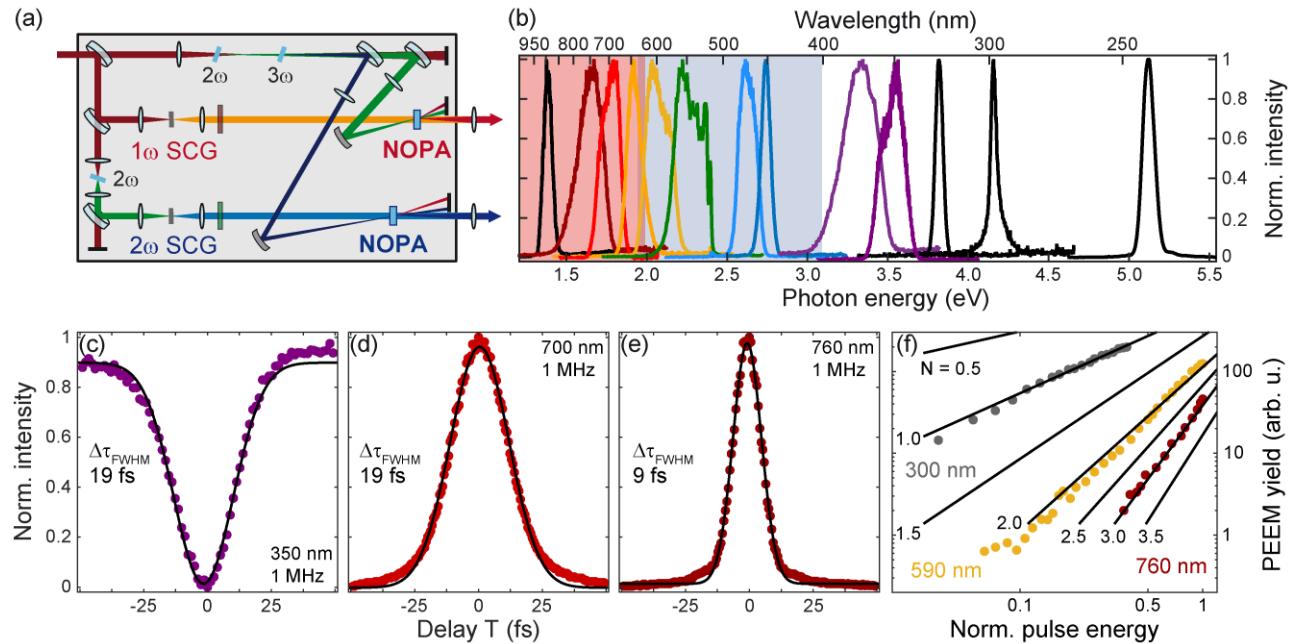 (a)
2ω
3ω
1ω SCG
NOPA
2ω
2ω SCG
NOPA
(b)
Wavelength (nm)
950 800 700 600 500 400 350 300 250
Norm. intensity
1
0.8
0.6
0.4
0.2
0
1.5 2.0 2.5 3.0 3.5 4.0 4.5 5.0 5.5
Photon energy (eV)
Norm. intensity
1
0.8
0.6
0.4
0.2
0
(c)
Δτ_FWHM
19 fs
350 nm
1 MHz
-25 0 25
(d)
700 nm
1 MHz
Δτ_FWHM
19 fs
-25 0 25
Delay T (fs)
(e)
760 nm
1 MHz
Δτ_FWHM
9 fs
-25 0 25
(f)
N = 0.5
1.0
300 nm
1.5
2.0
2.5
3.0
3.5
590 nm
760 nm
0.1 0.5 1
Norm. pulse energy
100
10
1
PEEM yield (arb. u.)